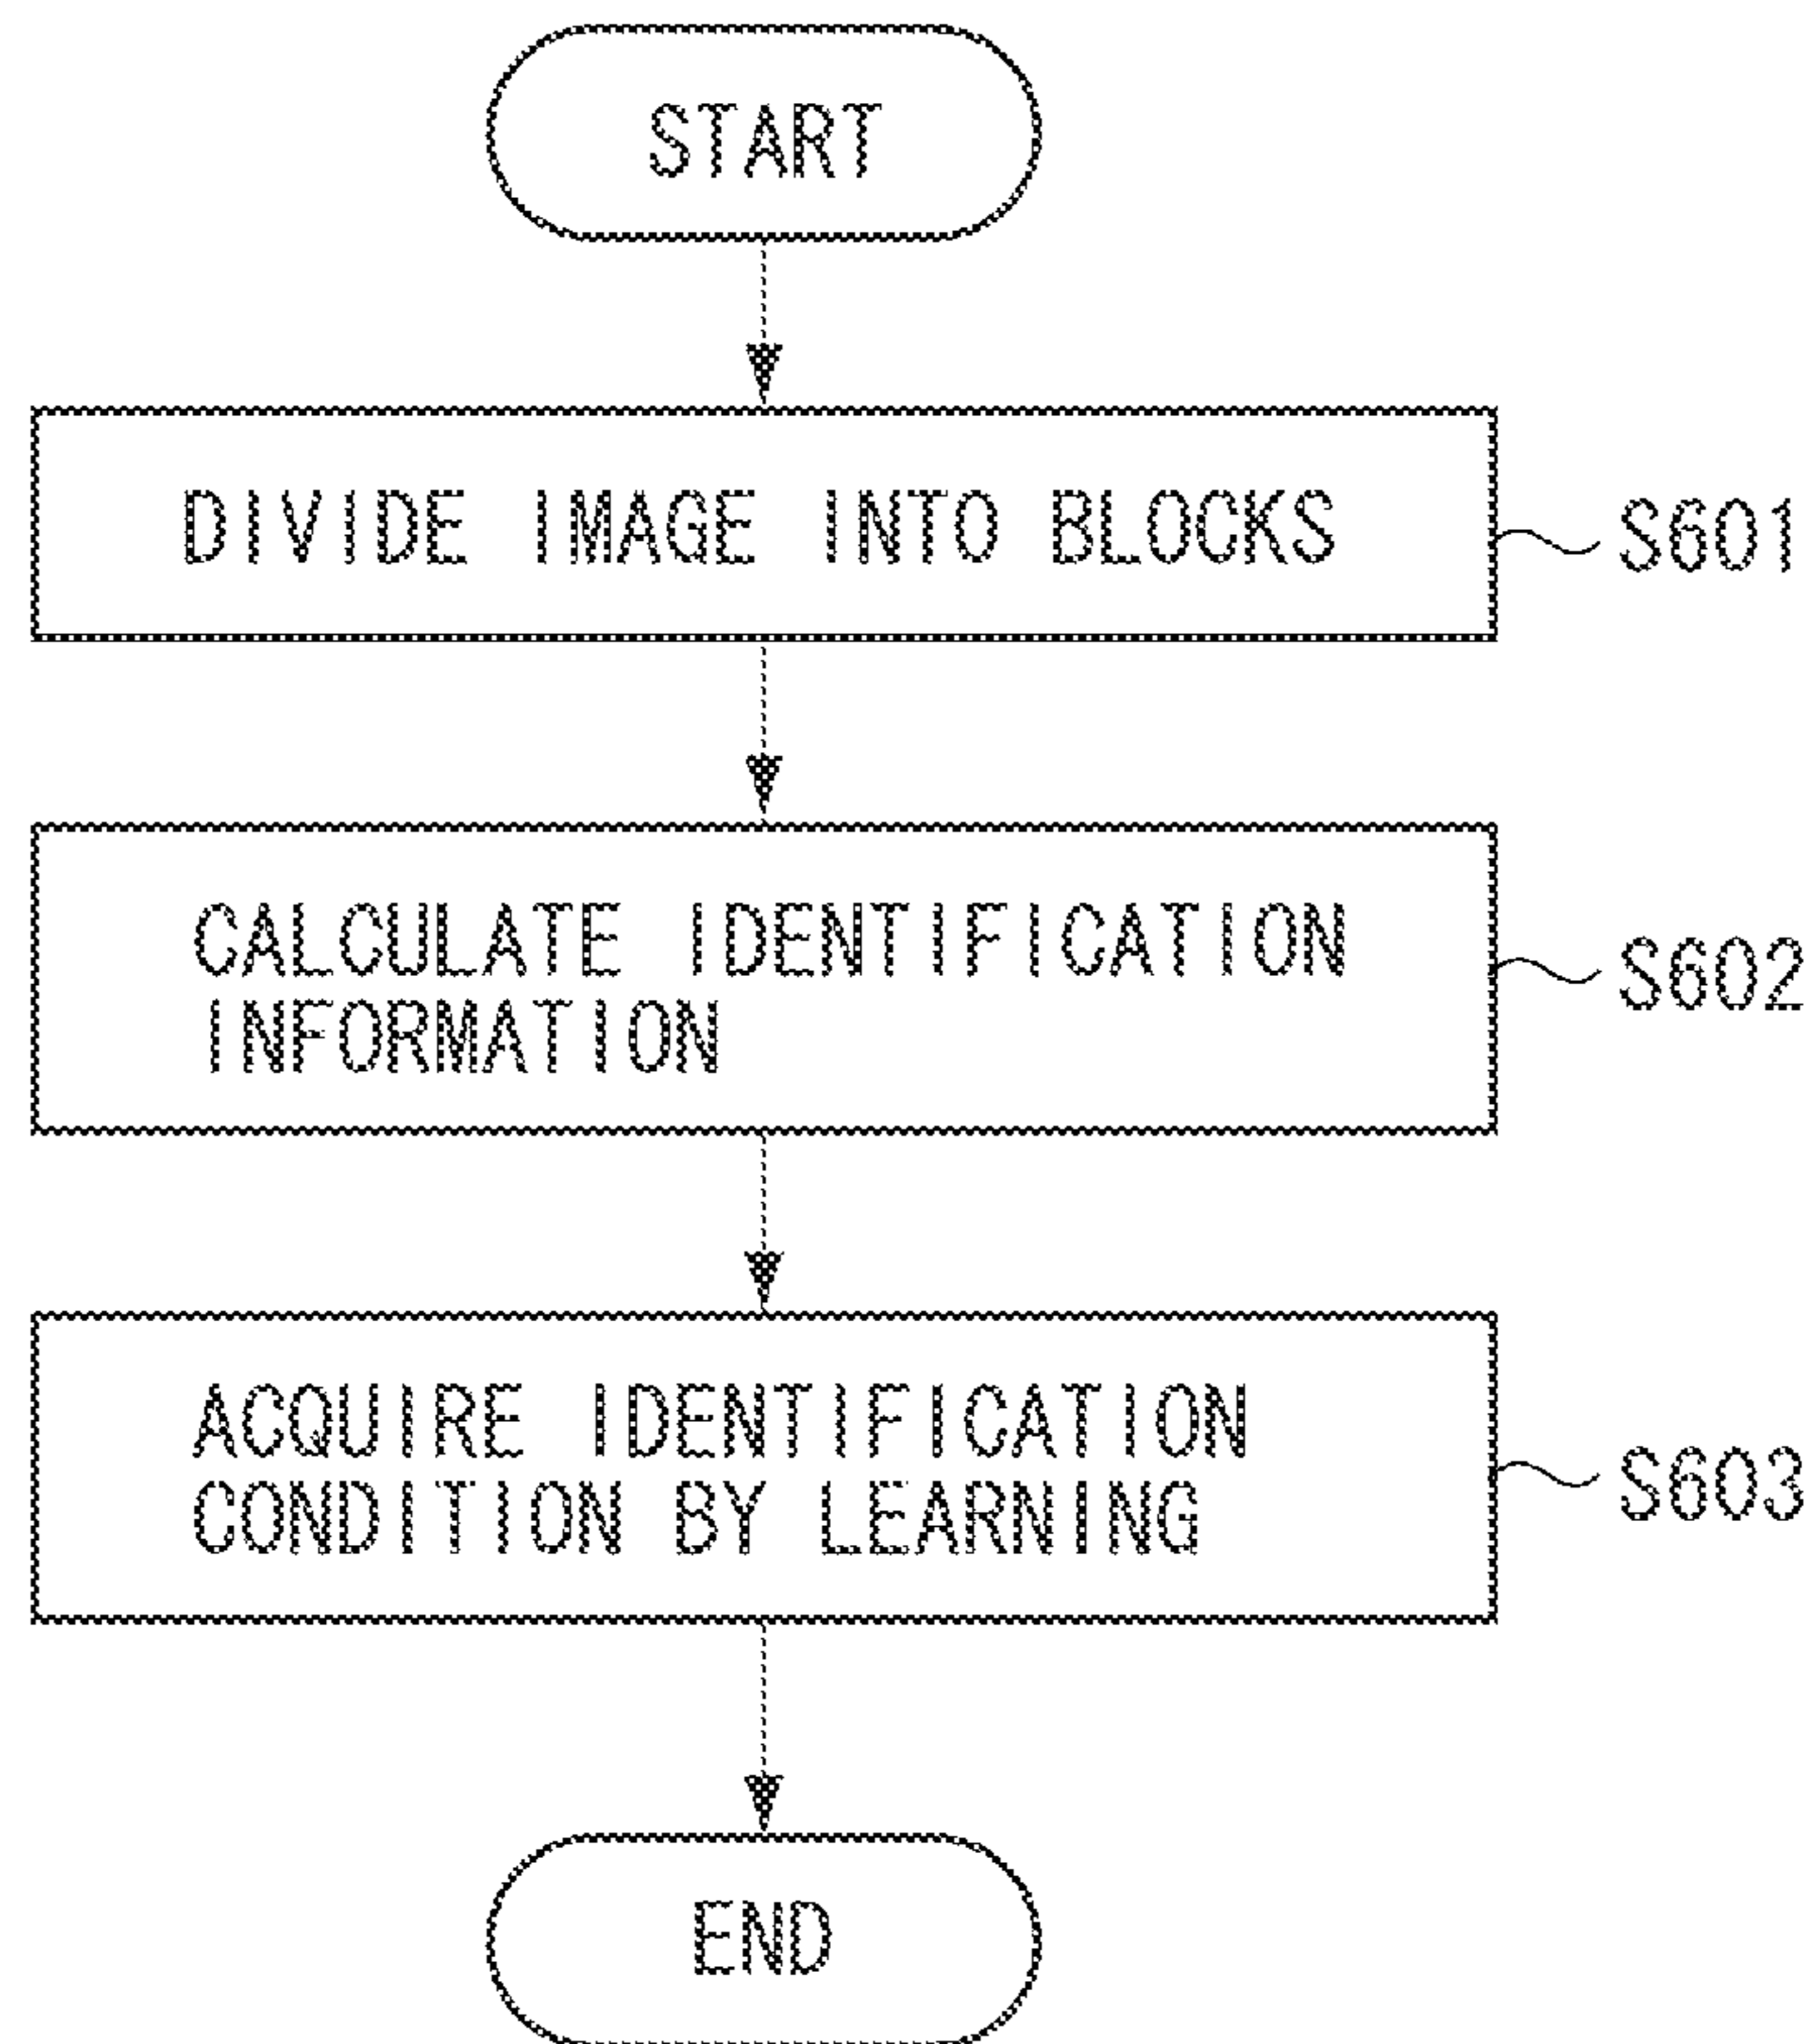 START
DIVIDE IMAGE INTO BLOCKS
S601
CALCULATE IDENTIFICATION
INFORMATION
S602
ACQUIRE IDENTIFICATION
CONDITION BY LEARNING
S603
END